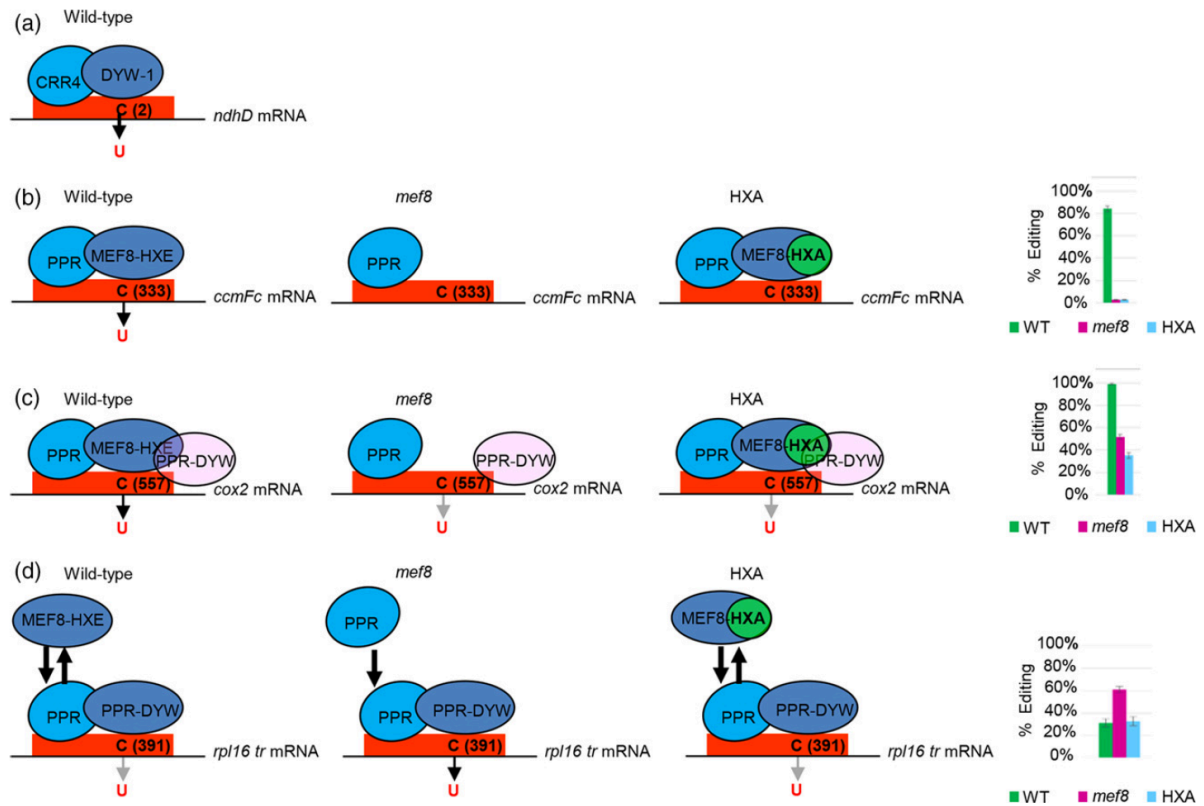 (a)
Wild-type
CRR4
DYW-1
C (2)
ndhD mRNA
U
(b)
Wild-type
mef8
HXA
PPR
MEF8-HXE
C (333)
ccmFc mRNA
U
PPR
C (333)
ccmFc mRNA
PPR
MEF8-HXA
C (333)
ccmFc mRNA
% Editing
100%
80%
60%
40%
20%
0%
WT mef8 HXA
(c)
Wild-type
mef8
HXA
PPR
MEF8-HXE
PPR-DYW
C (557)
cox2 mRNA
U
PPR
PPR-DYW
C (557)
cox2 mRNA
U
PPR
MEF8-HXA
PPR-DYW
C (557)
cox2 mRNA
U
% Editing
100%
80%
60%
40%
20%
0%
WT mef8 HXA
(d)
Wild-type
mef8
HXA
MEF8-HXE
PPR
PPR-DYW
C (391)
rpl16 tr mRNA
U
PPR
PPR
PPR-DYW
C (391)
rpl16 tr mRNA
U
MEF8-HXA
PPR
PPR-DYW
C (391)
rpl16 tr mRNA
U
% Editing
100%
80%
60%
40%
20%
0%
WT mef8 HXA